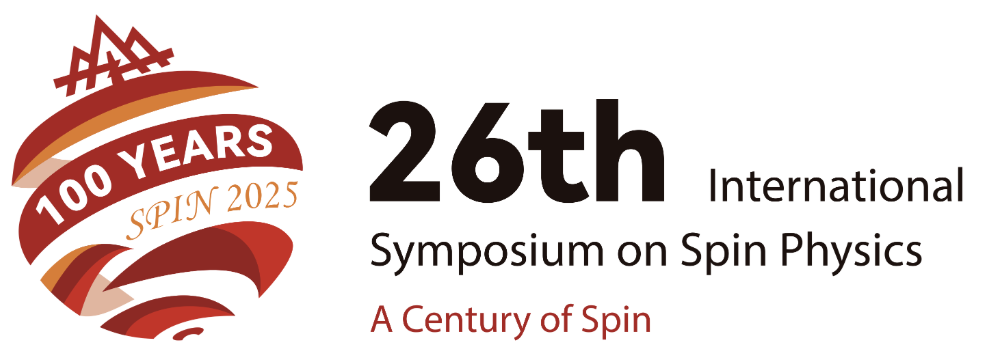 100 YEARS
SPIN 2025
26th International
Symposium on Spin Physics
A Century of Spin